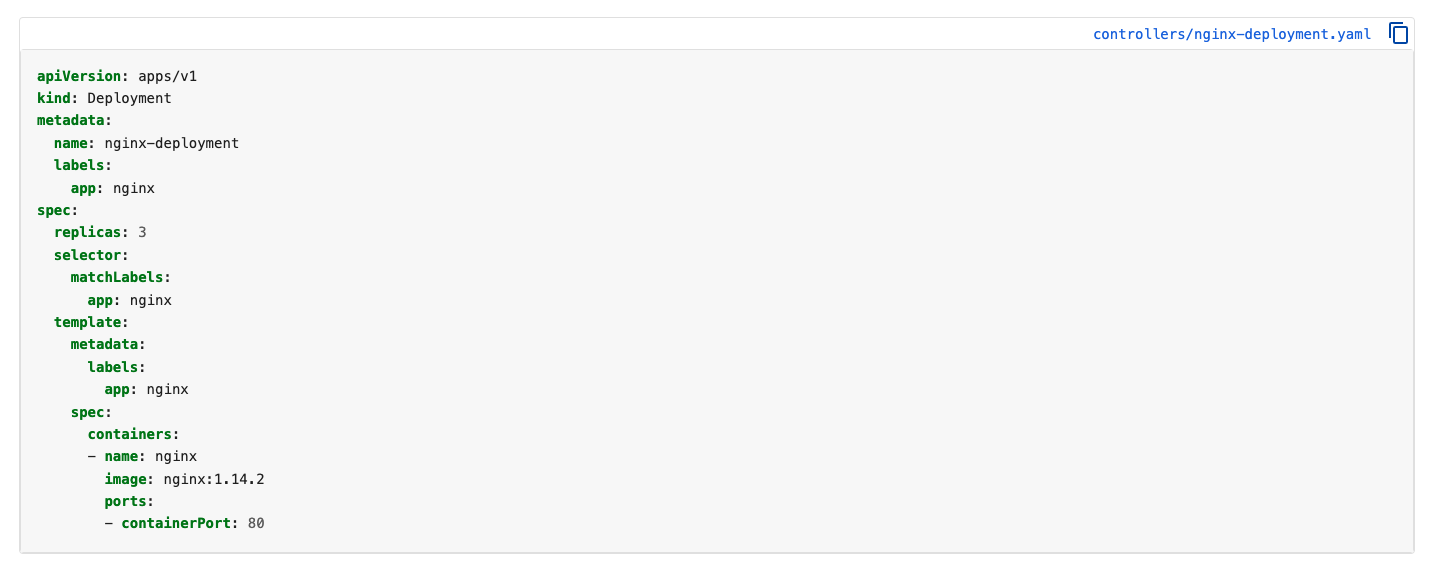 controllers/nginx-deployment.yaml
apiVersion: apps/v1
kind: Deployment
metadata:
  name: nginx-deployment
  labels:
    app: nginx
spec:
  replicas: 3
  selector:
    matchLabels:
      app: nginx
  template:
    metadata:
      labels:
        app: nginx
    spec:
      containers:
      - name: nginx
        image: nginx:1.14.2
        ports:
        - containerPort: 80